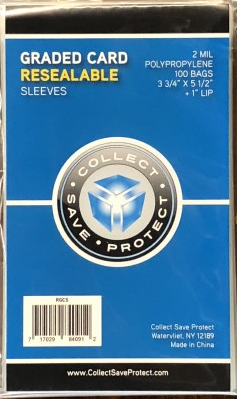 GRADED CARD
RESEALABLE
SLEEVES
2 MIL
POLYPROPYLENE
100 BAGS
3 3/4" X 5 1/2"
+ 1" LIP
COLLECT • SAVE • PROTECT •
RGCS
7 17029 84091 2
Collect Save Protect
Watervliet, NY 12189
Made in China
www.CollectSaveProtect.com